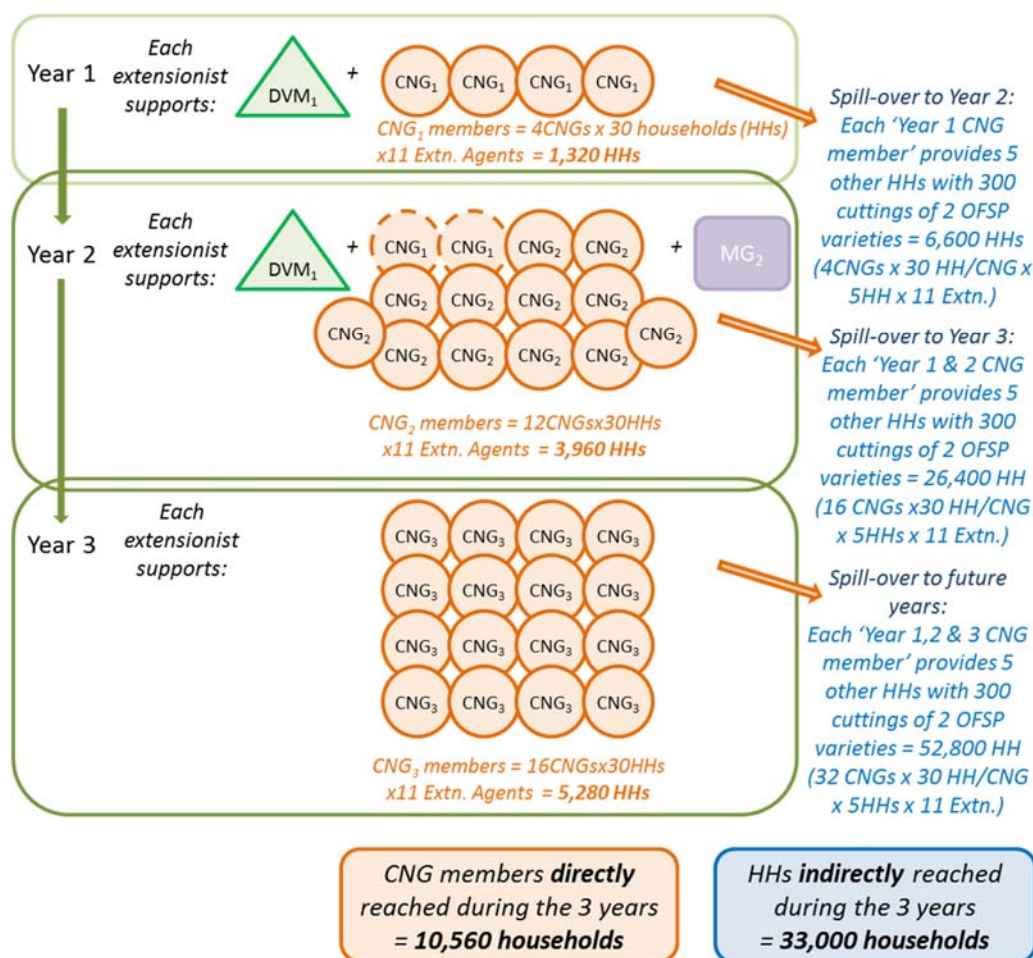 Year 1
Each
extensionist
supports:
DVM₁
+
CNG₁ CNG₁ CNG₁ CNG₁
CNG₁ members = 4CNGs x 30 households (HHs)
x11 Extn. Agents = 1,320 HHs
Spill-over to Year 2:
Each ‘Year 1 CNG
member’ provides 5
other HHs with 300
cuttings of 2 OFSP
varieties = 6,600 HHs
(4CNGs x 30 HH/CNG x
5HH x 11 Extn.)
Year 2
Each
extensionist
supports:
DVM₁
+
CNG₁ CNG₁ CNG₂ CNG₂
CNG₂ CNG₂ CNG₂ CNG₂
CNG₂ CNG₂
CNG₂ CNG₂ CNG₂ CNG₂
+
MG₂
CNG₂ members = 12CNGsx30HHs
x11 Extn. Agents = 3,960 HHs
Spill-over to Year 3:
Each ‘Year 1 & 2 CNG
member’ provides 5
other HHs with 300
cuttings of 2 OFSP
varieties = 26,400 HH
(16 CNGs x30 HH/CNG
x 5HHs x 11 Extn.)
Year 3
Each
extensionist
supports:
CNG₃ CNG₃ CNG₃ CNG₃
CNG₃ CNG₃ CNG₃ CNG₃
CNG₃ CNG₃ CNG₃ CNG₃
CNG₃ CNG₃ CNG₃ CNG₃
CNG₃ members = 16CNGsx30HHs
x11 Extn. Agents = 5,280 HHs
Spill-over to future
years:
Each ‘Year 1,2 & 3 CNG
member’ provides 5
other HHs with 300
cuttings of 2 OFSP
varieties = 52,800 HH
(32 CNGs x 30 HH/CNG
x 5HHs x 11 Extn.)
CNG members directly
reached during the 3 years
= 10,560 households
HHs indirectly reached
during the 3 years
= 33,000 households